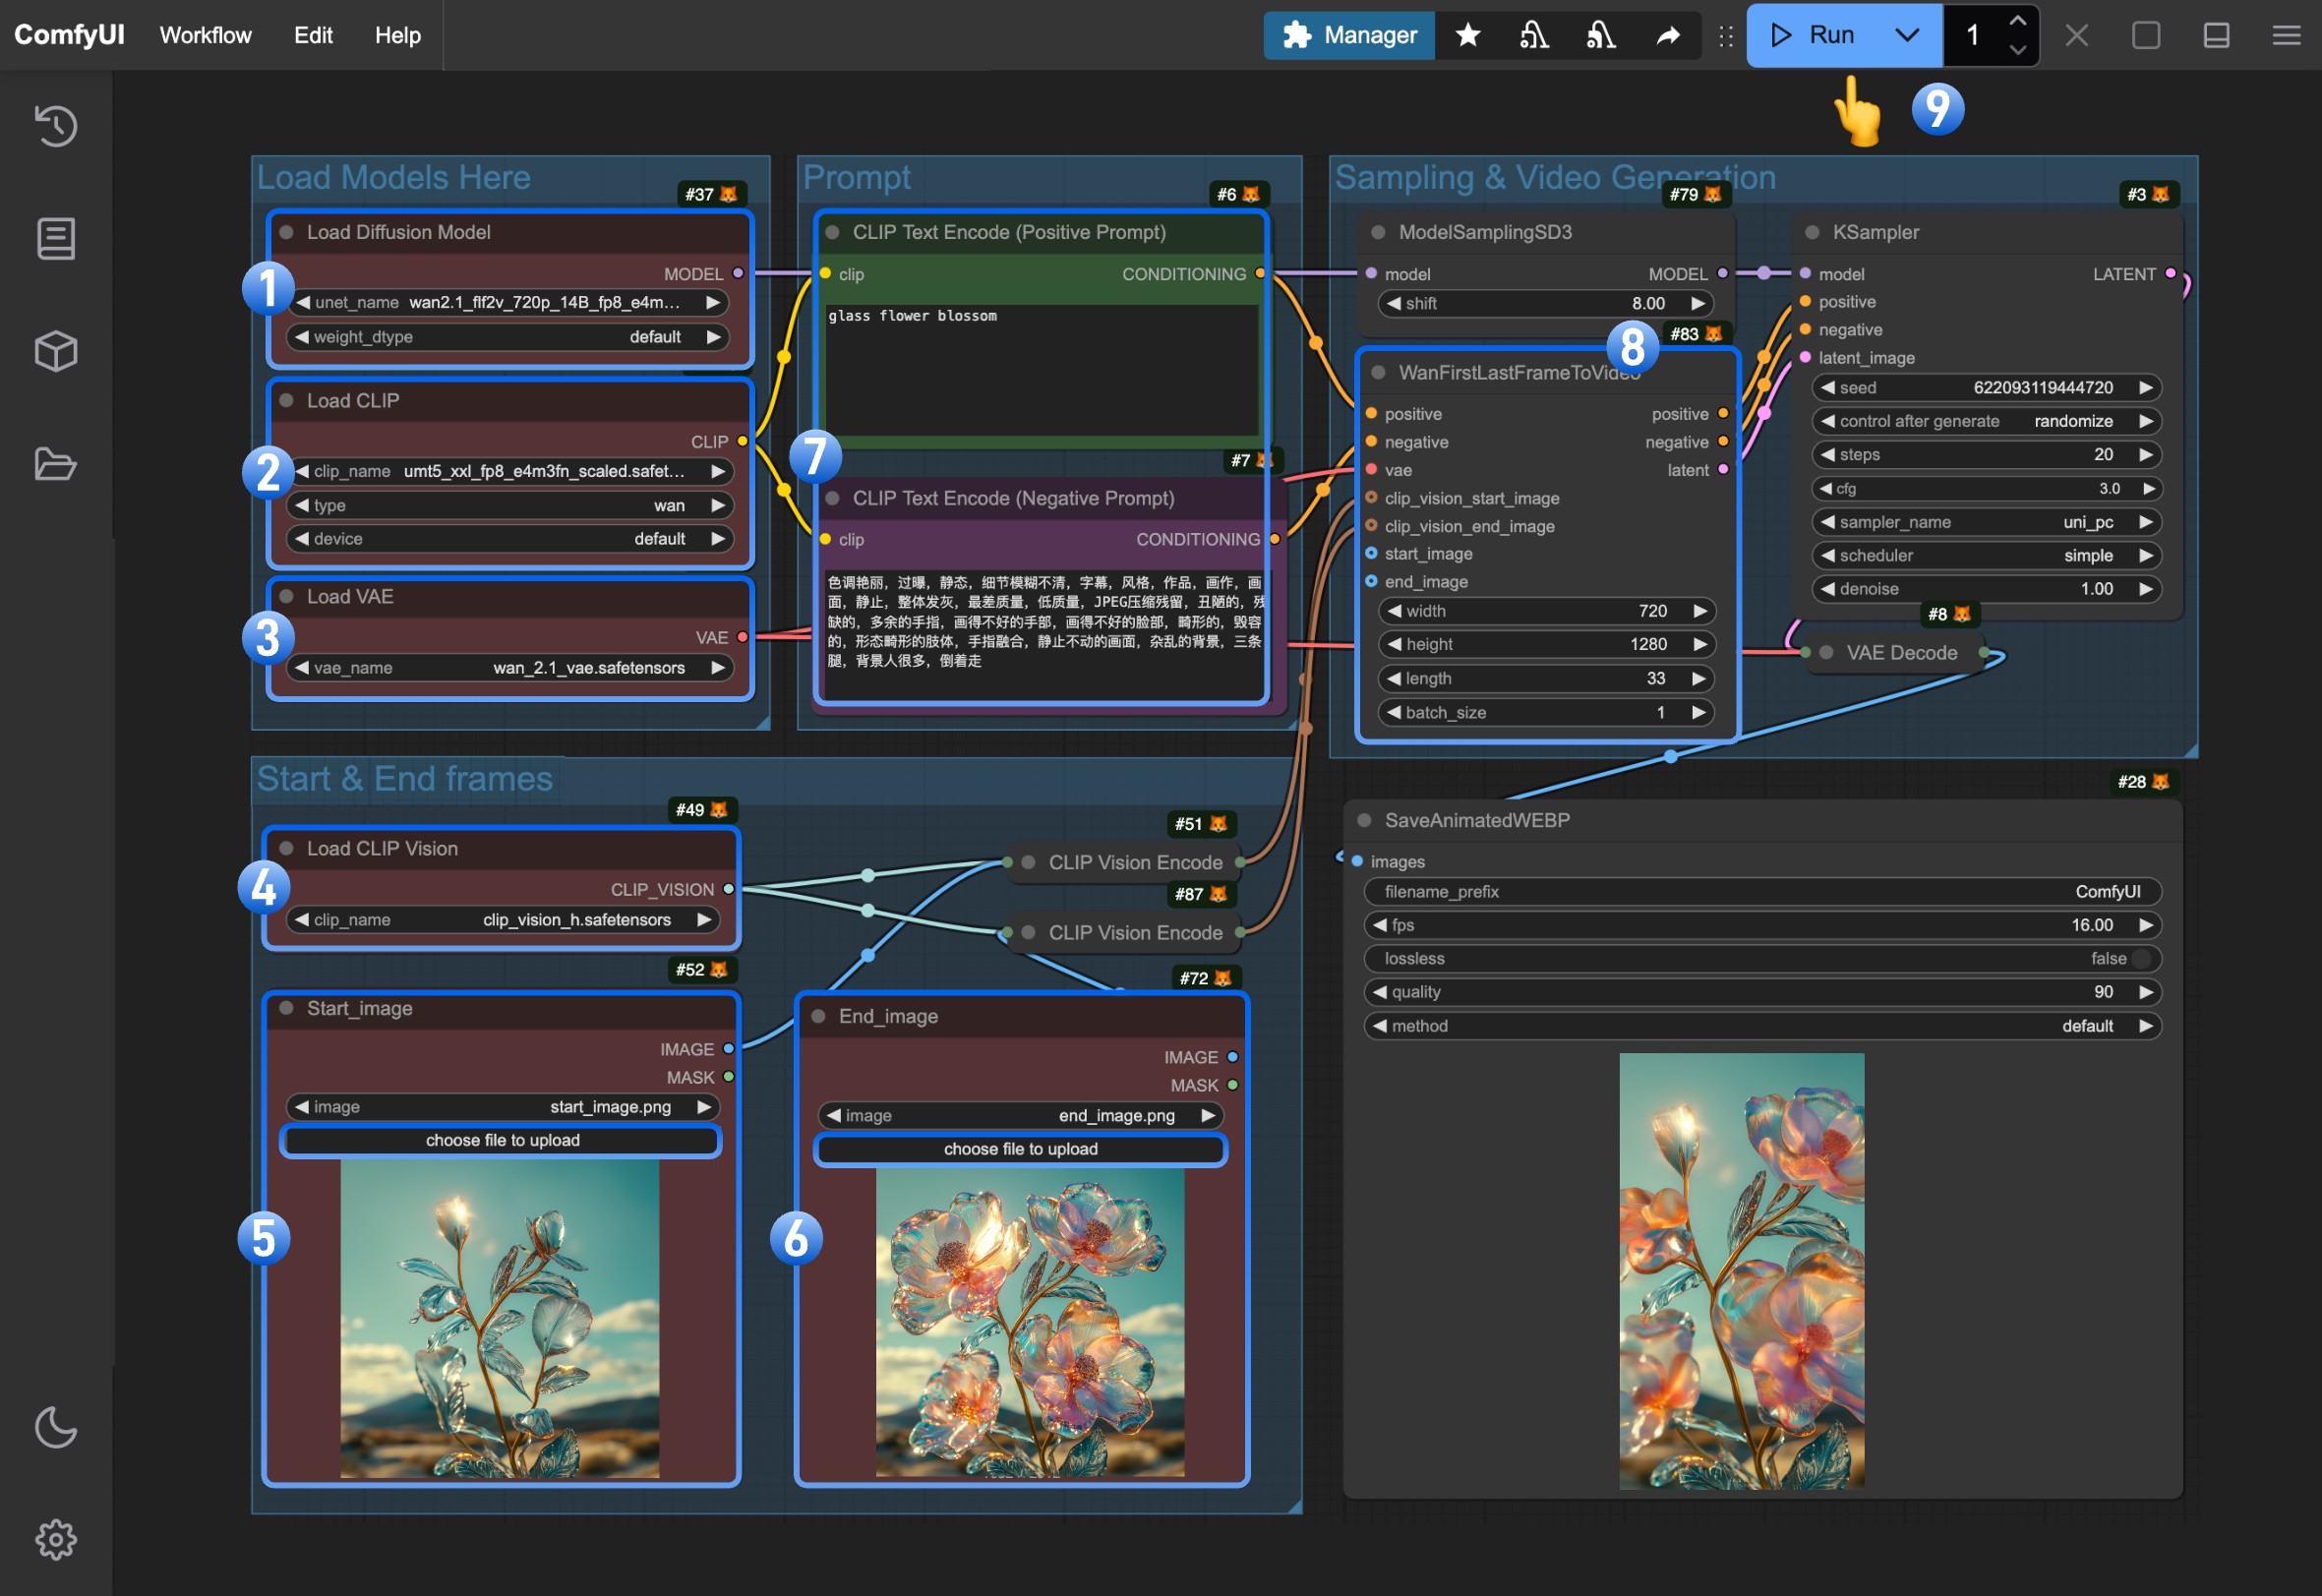 ComfyUI
Workflow
Edit
Help
Manager
Run
1
9
Load Models Here
#37
1
Load Diffusion Model
MODEL
unet_name wan2.1_flf2v_720p_14B_fp8_e4m...
weight_dtype default
2
Load CLIP
CLIP
clip_name umt5_xxl_fp8_e4m3fn_scaled.safet...
type wan
device default
3
Load VAE
VAE
vae_name wan_2.1_vae.safetensors
Prompt
#6
CLIP Text Encode (Positive Prompt)
clip CONDITIONING
glass flower blossom
7
#7
CLIP Text Encode (Negative Prompt)
clip CONDITIONING
色调艳丽，过曝，静态，细节模糊不清，字幕，风格，作品，画作，画
面，静止，整体发灰，最差质量，低质量，JPEG压缩残留，丑陋的，残
缺的，多余的手指，画得不好的手部，画得不好的脸部，畸形的，毁容
的，形态畸形的肢体，手指融合，静止不动的画面，杂乱的背景，三条
腿，背景人很多，倒着走
Sampling & Video Generation
#79
ModelSamplingSD3
model MODEL
shift 8.00
8
#83
WanFirstLastFrameToVideo
positive positive
negative negative
vae latent
clip_vision_start_image
clip_vision_end_image
start_image
end_image
width 720
height 1280
length 33
batch_size 1
#3
KSampler
model LATENT
positive
negative
latent_image
seed 622093119444720
control after generate randomize
steps 20
cfg 3.0
sampler_name uni_pc
scheduler simple
denoise 1.00
#8
VAE Decode
Start & End frames
#49
4
Load CLIP Vision
CLIP_VISION
clip_name clip_vision_h.safetensors
#51
CLIP Vision Encode
#87
CLIP Vision Encode
#52
5
Start_image
IMAGE
MASK
image start_image.png
choose file to upload
#72
6
End_image
IMAGE
MASK
image end_image.png
choose file to upload
#28
SaveAnimatedWEBP
images
filename_prefix ComfyUI
fps 16.00
lossless false
quality 90
method default